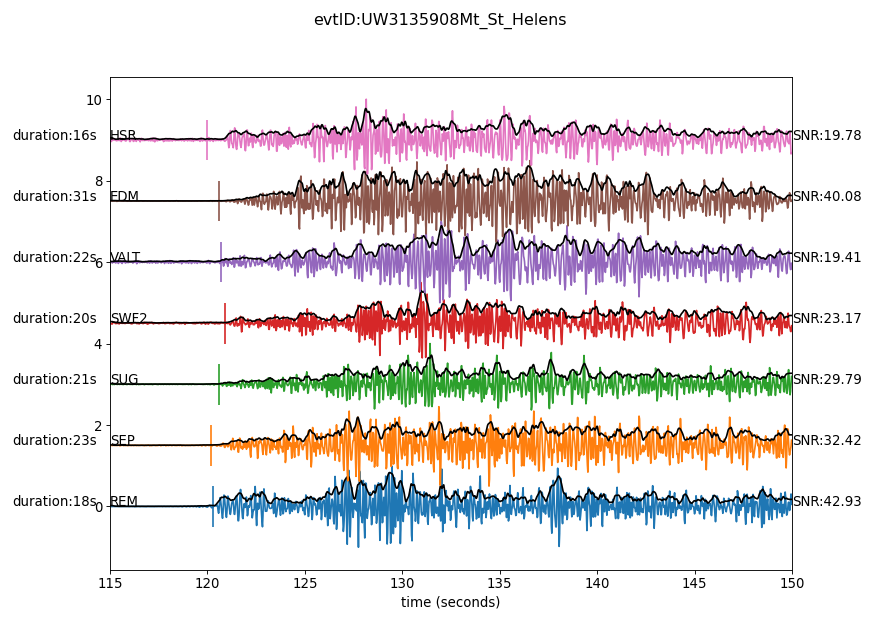 evtID:UW3135908Mt_St_Helens
10
duration:16s HSR SNR:19.78
8
duration:31s EDM SNR:40.08
duration:22s VALT SNR:19.41
6
duration:20s SWF2 SNR:23.17
4
duration:21s SUG SNR:29.79
2
duration:23s SEP SNR:32.42
duration:18s REM SNR:42.93
0
115 120 125 130 135 140 145 150
time (seconds)